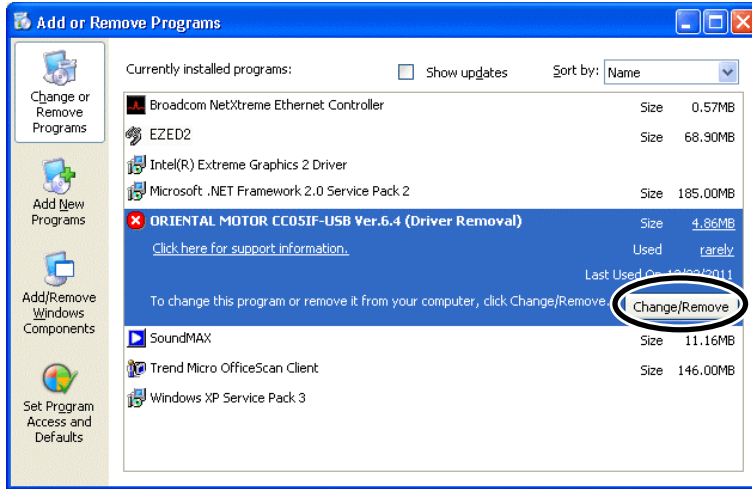 Add or Remove Programs
Change or
Remove
Programs
Add New
Programs
Add/Remove
Windows
Components
Set Program
Access and
Defaults
Currently installed programs:
Show updates
Sort by: Name
Broadcom NetXtreme Ethernet Controller Size 0.57MB
EZED2 Size 68.90MB
Intel(R) Extreme Graphics 2 Driver
Microsoft .NET Framework 2.0 Service Pack 2 Size 185.00MB
ORIENTAL MOTOR CC05IF-USB Ver.6.4 (Driver Removal) Size 4.86MB
Click here for support information. Used rarely
Last Used On
To change this program or remove it from your computer, click Change/Remove. Change/Remove
SoundMAX Size 11.16MB
Trend Micro OfficeScan Client Size 146.00MB
Windows XP Service Pack 3